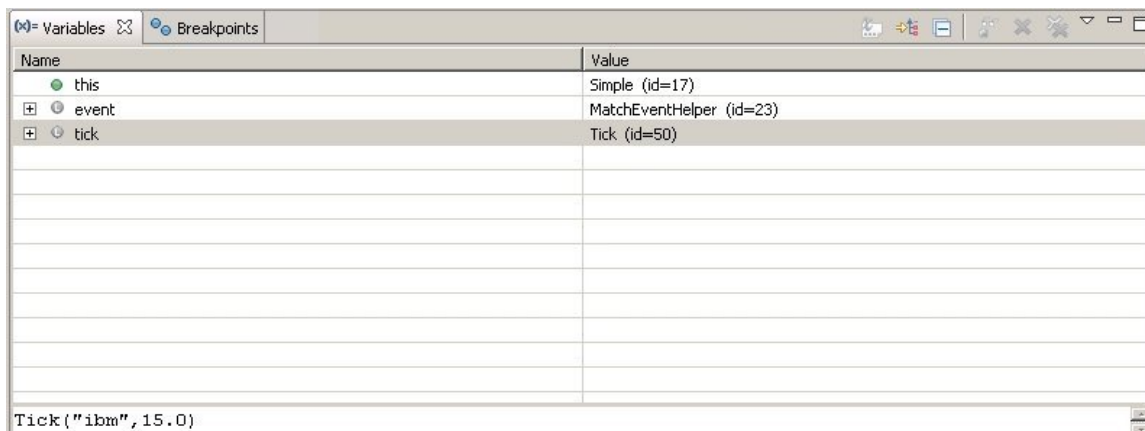 (x)= Variables Breakpoints
Name Value
this Simple (id=17)
event MatchEventHelper (id=23)
tick Tick (id=50)
Tick("ibm",15.0)